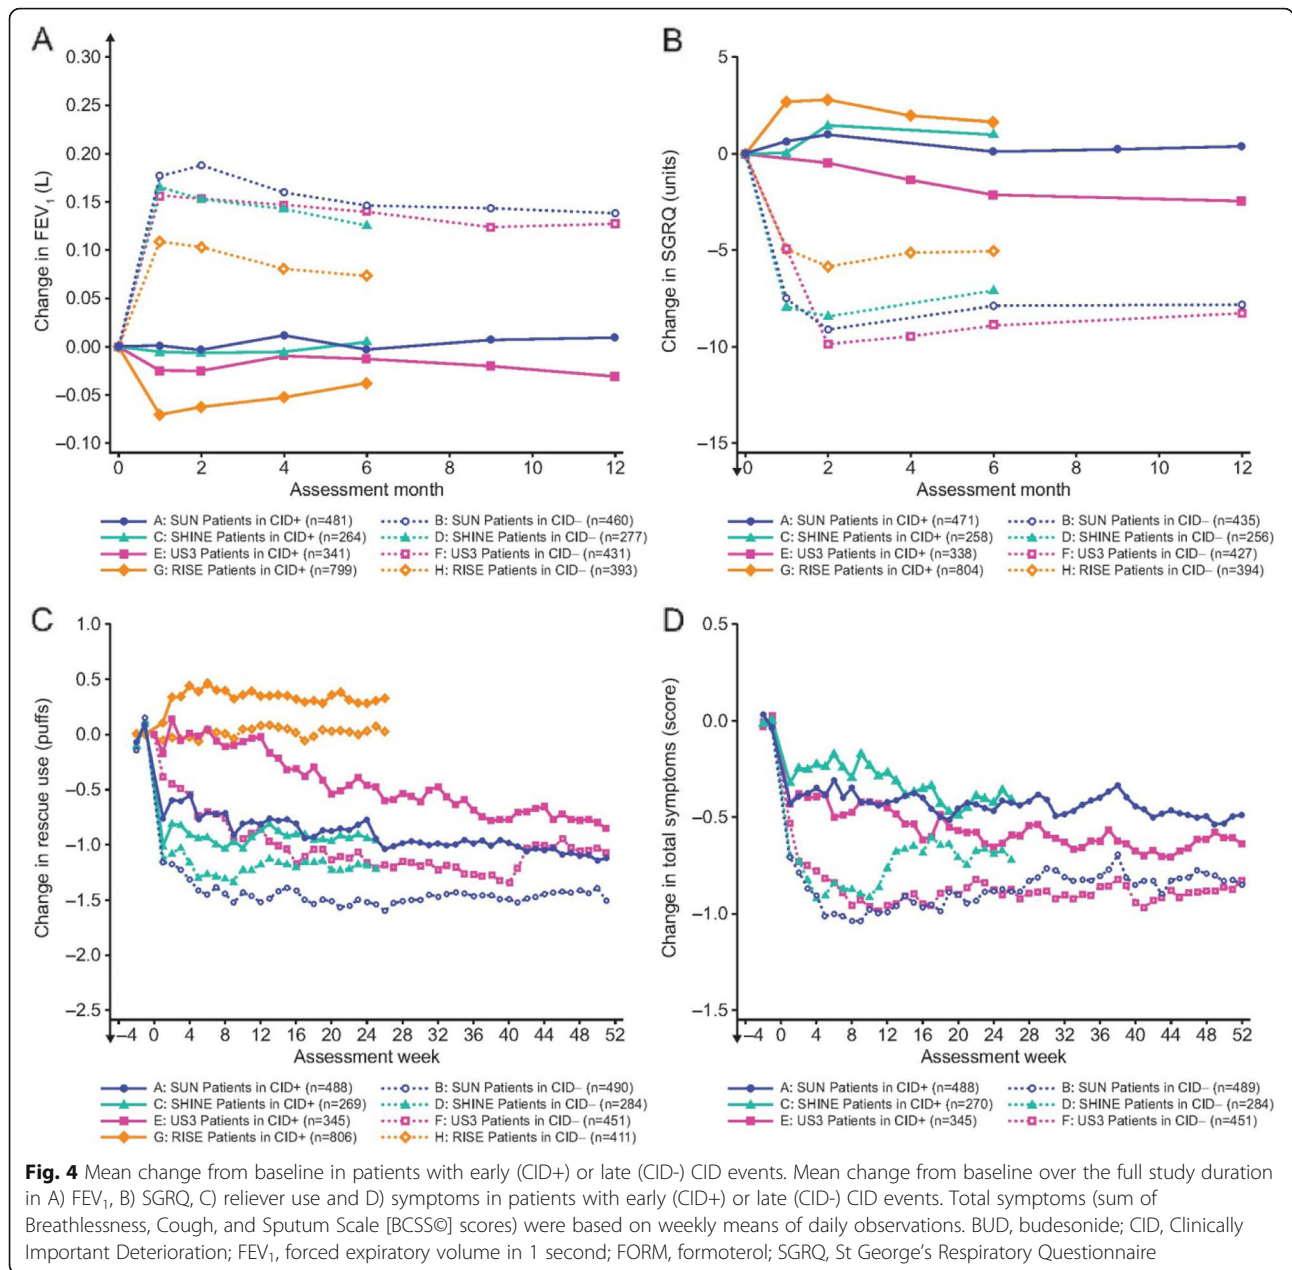 A
B
0.30
0.25
0.20
0.15
0.10
0.05
0.00
–0.05
–0.10
Change in FEV1 (L)
0 2 4 6 8 10 12
Assessment month
5
0
–5
–10
–15
Change in SGRQ (units)
0 2 4 6 8 10 12
Assessment month
A: SUN Patients in CID+ (n=481) B: SUN Patients in CID– (n=460)
C: SHINE Patients in CID+ (n=264) D: SHINE Patients in CID– (n=277)
E: US3 Patients in CID+ (n=341) F: US3 Patients in CID– (n=431)
G: RISE Patients in CID+ (n=799) H: RISE Patients in CID– (n=393)
A: SUN Patients in CID+ (n=471) B: SUN Patients in CID– (n=435)
C: SHINE Patients in CID+ (n=258) D: SHINE Patients in CID– (n=256)
E: US3 Patients in CID+ (n=338) F: US3 Patients in CID– (n=427)
G: RISE Patients in CID+ (n=804) H: RISE Patients in CID– (n=394)
C
D
1.0
0.5
0.0
–0.5
–1.0
–1.5
–2.0
–2.5
Change in rescue use (puffs)
–4 0 4 8 12 16 20 24 28 32 36 40 44 48 52
Assessment week
0.5
0.0
–0.5
–1.0
–1.5
Change in total symptoms (score)
–4 0 4 8 12 16 20 24 28 32 36 40 44 48 52
Assessment week
A: SUN Patients in CID+ (n=488) B: SUN Patients in CID– (n=490)
C: SHINE Patients in CID+ (n=269) D: SHINE Patients in CID– (n=284)
E: US3 Patients in CID+ (n=345) F: US3 Patients in CID– (n=451)
G: RISE Patients in CID+ (n=806) H: RISE Patients in CID– (n=411)
A: SUN Patients in CID+ (n=488) B: SUN Patients in CID– (n=489)
C: SHINE Patients in CID+ (n=270) D: SHINE Patients in CID– (n=284)
E: US3 Patients in CID+ (n=345) F: US3 Patients in CID– (n=451)
Fig. 4 Mean change from baseline in patients with early (CID+) or late (CID-) CID events. Mean change from baseline over the full study duration
in A) FEV1, B) SGRQ, C) reliever use and D) symptoms in patients with early (CID+) or late (CID-) CID events. Total symptoms (sum of
Breathlessness, Cough, and Sputum Scale [BCSS©] scores) were based on weekly means of daily observations. BUD, budesonide; CID, Clinically
Important Deterioration; FEV1, forced expiratory volume in 1 second; FORM, formoterol; SGRQ, St George's Respiratory Questionnaire